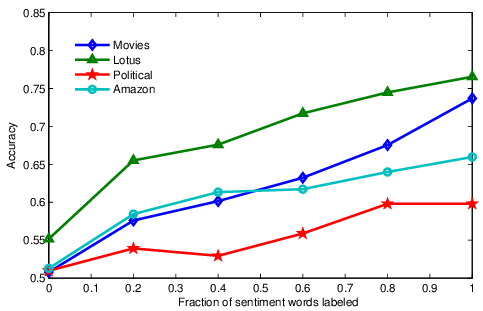 0.85
0.8
0.75
0.7
0.65
0.6
0.55
0.5
Accuracy
Movies
Lotus
Political
Amazon
0 0.1 0.2 0.3 0.4 0.5 0.6 0.7 0.8 0.9 1
Fraction of sentiment words labeled